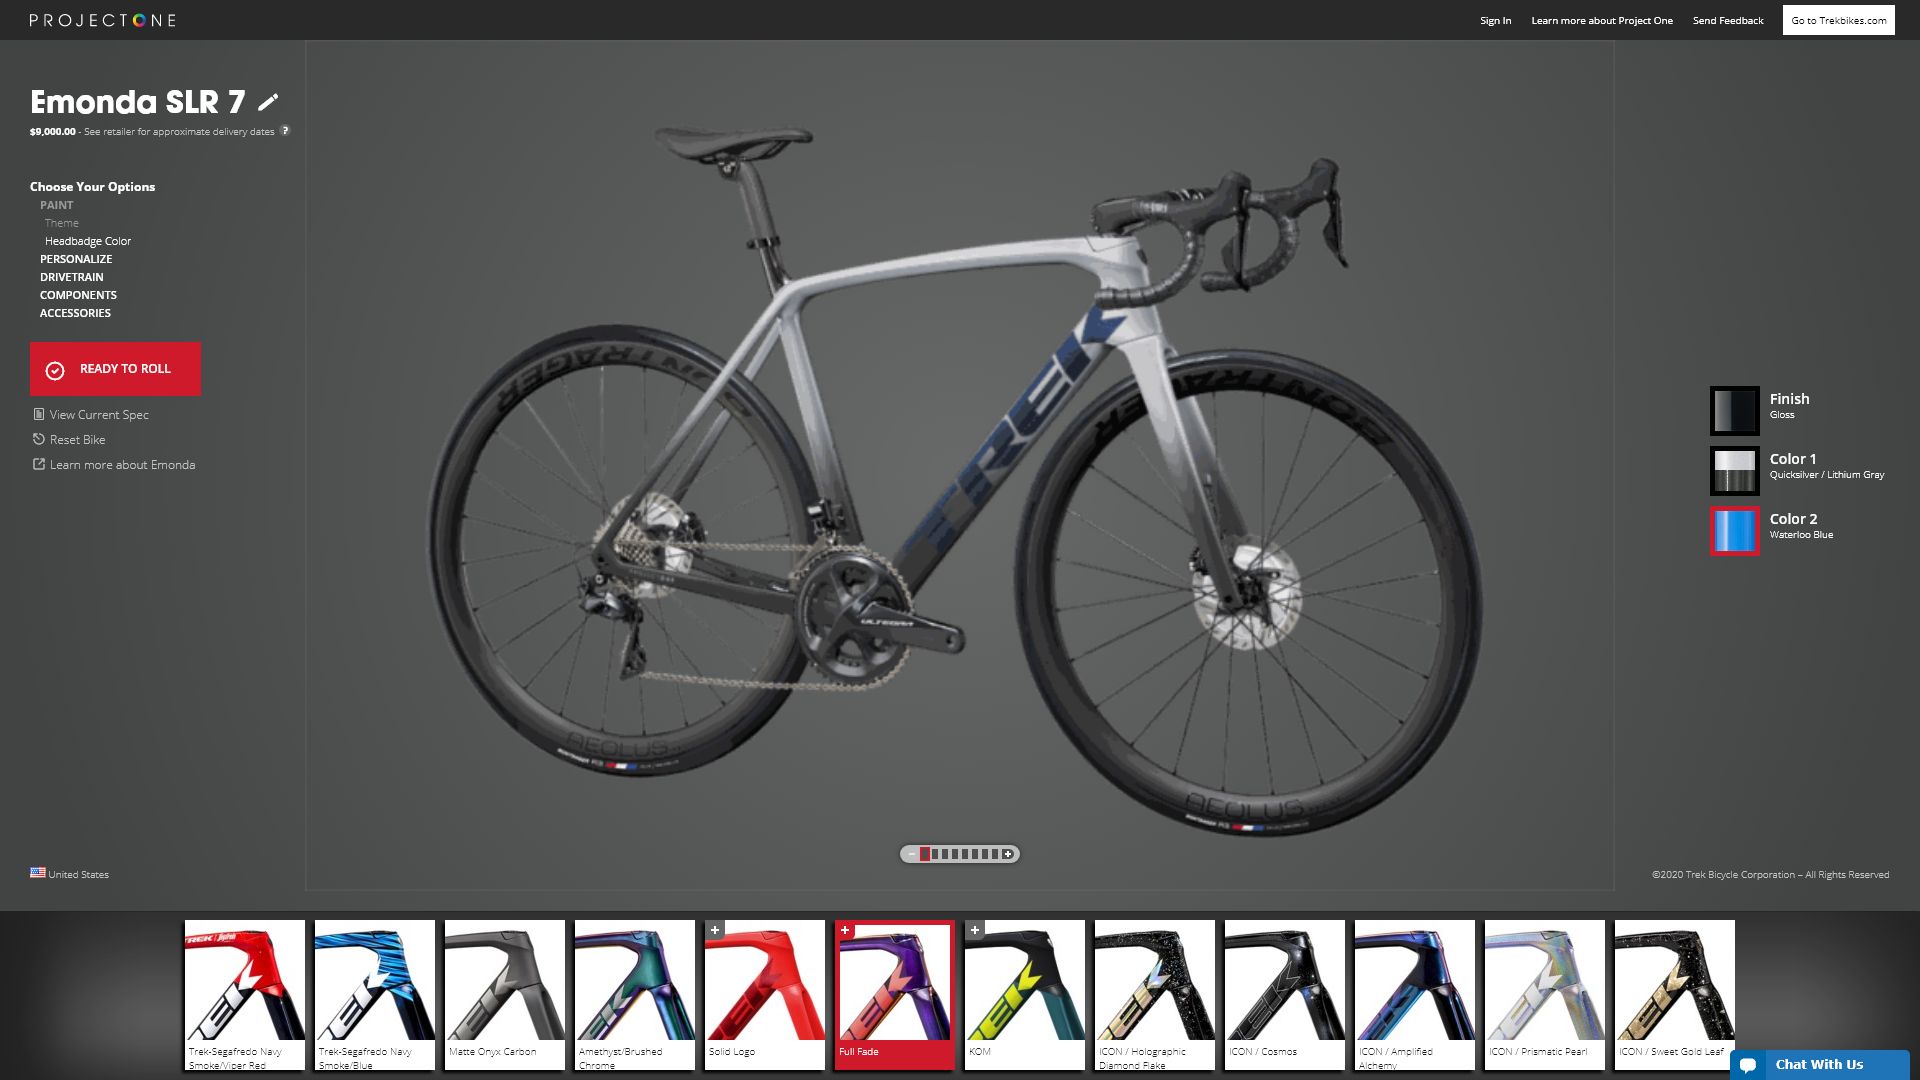 PROJECT ONE
Sign In
Learn more about Project One
Send Feedback
Go to Trekbikes.com
Emonda SLR 7
$9,000.00 - See retailer for approximate delivery dates ?
Choose Your Options
PAINT
Theme
Headbadge Color
PERSONALIZE
DRIVETRAIN
COMPONENTS
ACCESSORIES
READY TO ROLL
View Current Spec
Reset Bike
Learn more about Emonda
BONTRAGER
TREK
BONTRAGER
ULTEGRA
AEOLUS
AEOLUS
Finish
Gloss
Color 1
Quicksilver / Lithium Gray
Color 2
Waterloo Blue
United States
©2020 Trek Bicycle Corporation – All Rights Reserved
Trek-Segafredo Navy
Smoke/Viper Red
Trek-Segafredo Navy
Smoke/Blue
Matte Onyx Carbon
Amethyst/Brushed
Chrome
Solid Logo
Full Fade
KOM
ICON / Holographic
Diamond Flake
ICON / Cosmos
ICON / Amplified
Alchemy
ICON / Prismatic Pearl
ICON / Sweet Gold Leaf
Chat With Us